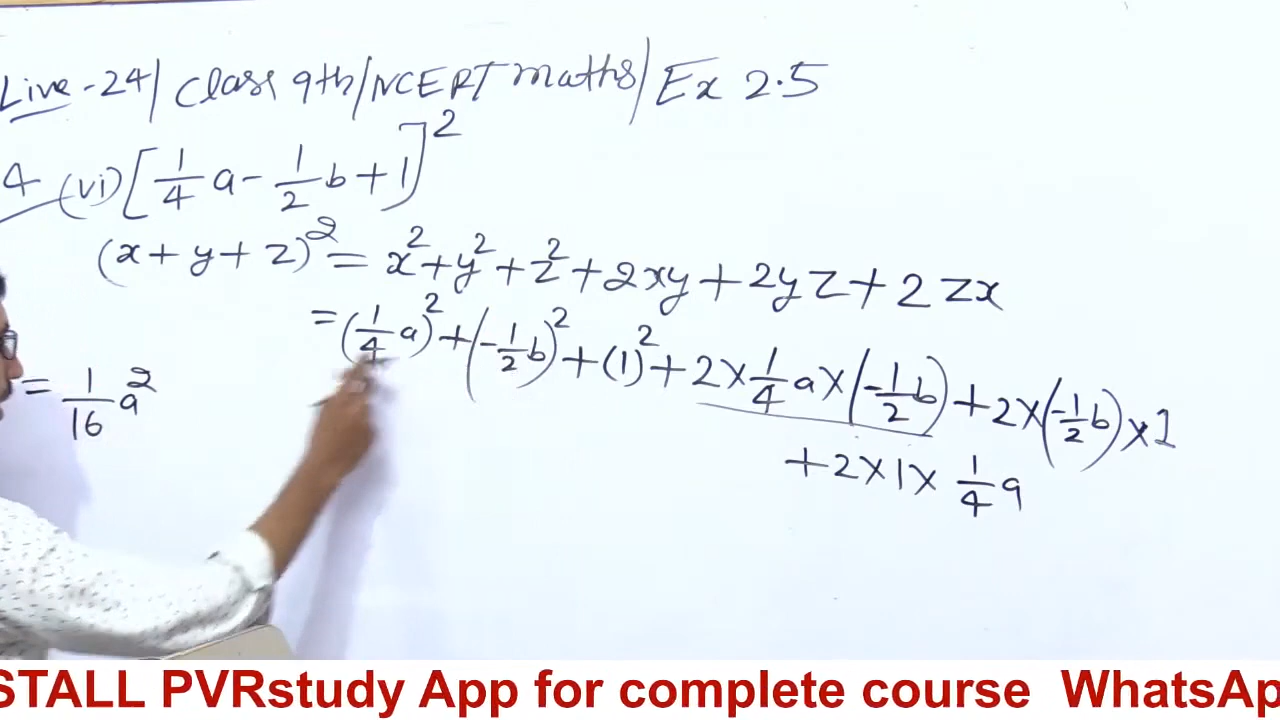 Live-24/ Class 9th/NCERT maths/ Ex 2.5
4 (vi) [1/4 a - 1/2 b + 1]²
(x + y + z)² = x² + y² + z² + 2xy + 2yz + 2zx
= (1/4 a)² + (-1/2 b)² + (1)² + 2 × 1/4 a × (-1/2 b) + 2 × (-1/2 b) × 1
+ 2 × 1 × 1/4 a
= 1/16 a²
STALL PVRstudy App for complete course WhatsAp